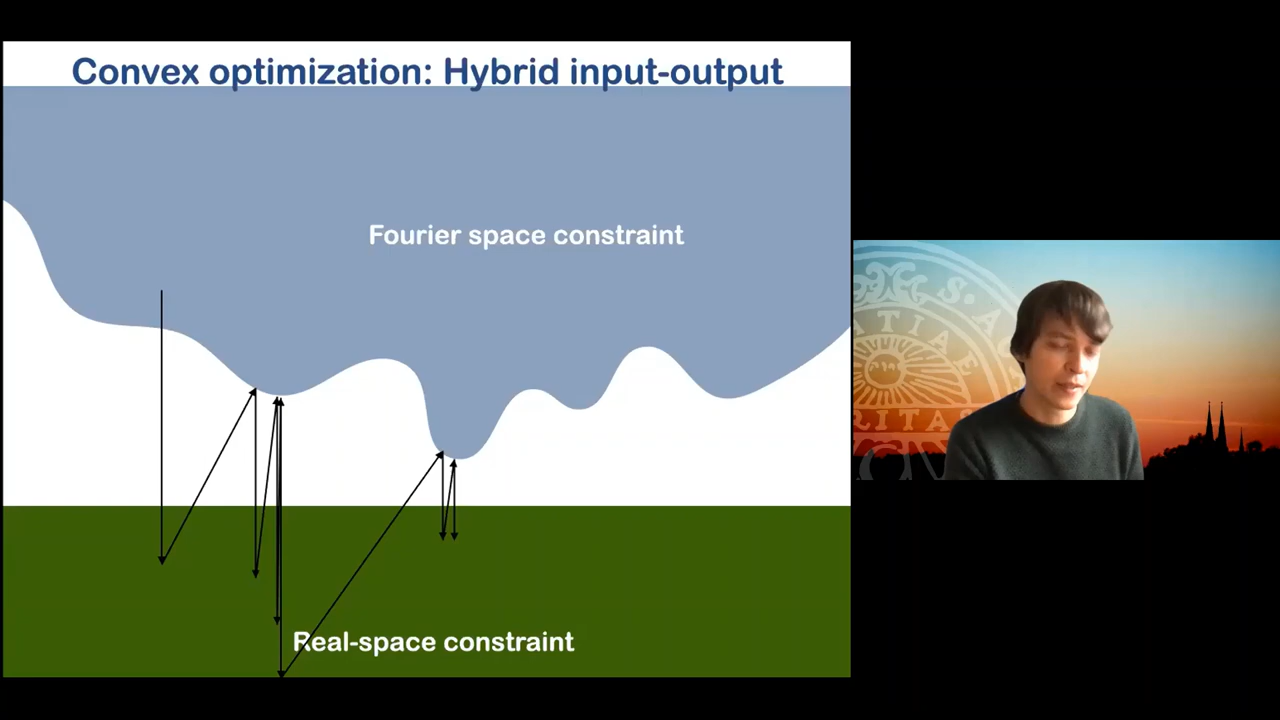 Convex optimization: Hybrid input-output
Fourier space constraint
Real-space constraint